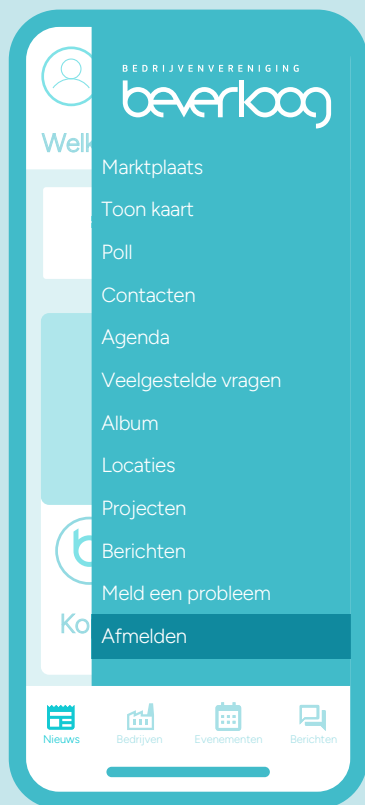 BEDRIJVENVERENIGING
beverkoog
Welk
Marktplaats
Toon kaart
Poll
Contacten
Agenda
Veelgestelde vragen
Album
Locaties
Projecten
Berichten
Meld een probleem
Ko
Afmelden
Nieuws
Bedrijven
Evenementen
Berichten